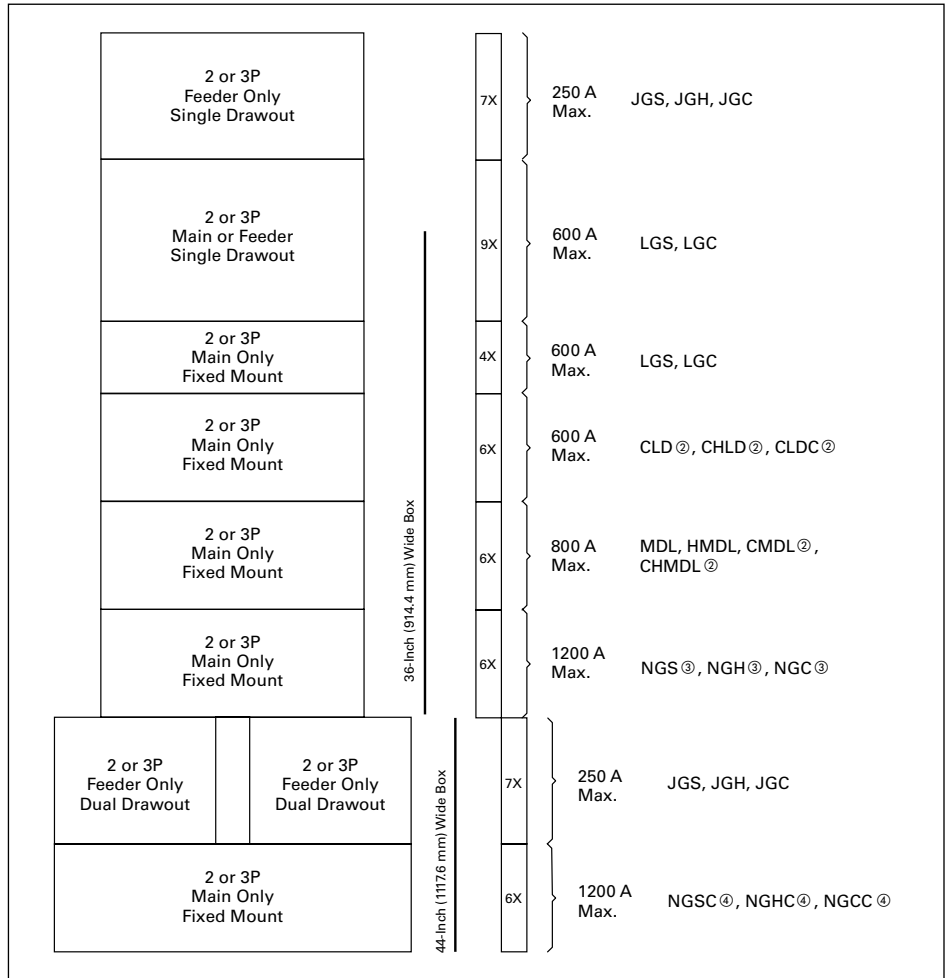 2 or 3P
Feeder Only
Single Drawout
7X
250 A
Max.
JGS, JGH, JGC
2 or 3P
Main or Feeder
Single Drawout
9X
600 A
Max.
LGS, LGC
2 or 3P
Main Only
Fixed Mount
4X
600 A
Max.
LGS, LGC
2 or 3P
Main Only
Fixed Mount
6X
600 A
Max.
CLD②, CHLD②, CLDC②
2 or 3P
Main Only
Fixed Mount
6X
800 A
Max.
MDL, HMDL, CMDL②,
CHMDL②
2 or 3P
Main Only
Fixed Mount
6X
1200 A
Max.
NGS③, NGH③, NGC③
36-Inch (914.4 mm) Wide Box
2 or 3P
Feeder Only
Dual Drawout
2 or 3P
Feeder Only
Dual Drawout
7X
250 A
Max.
JGS, JGH, JGC
2 or 3P
Main Only
Fixed Mount
6X
1200 A
Max.
NGSC④, NGHC④, NGCC④
44-Inch (1117.6 mm) Wide Box